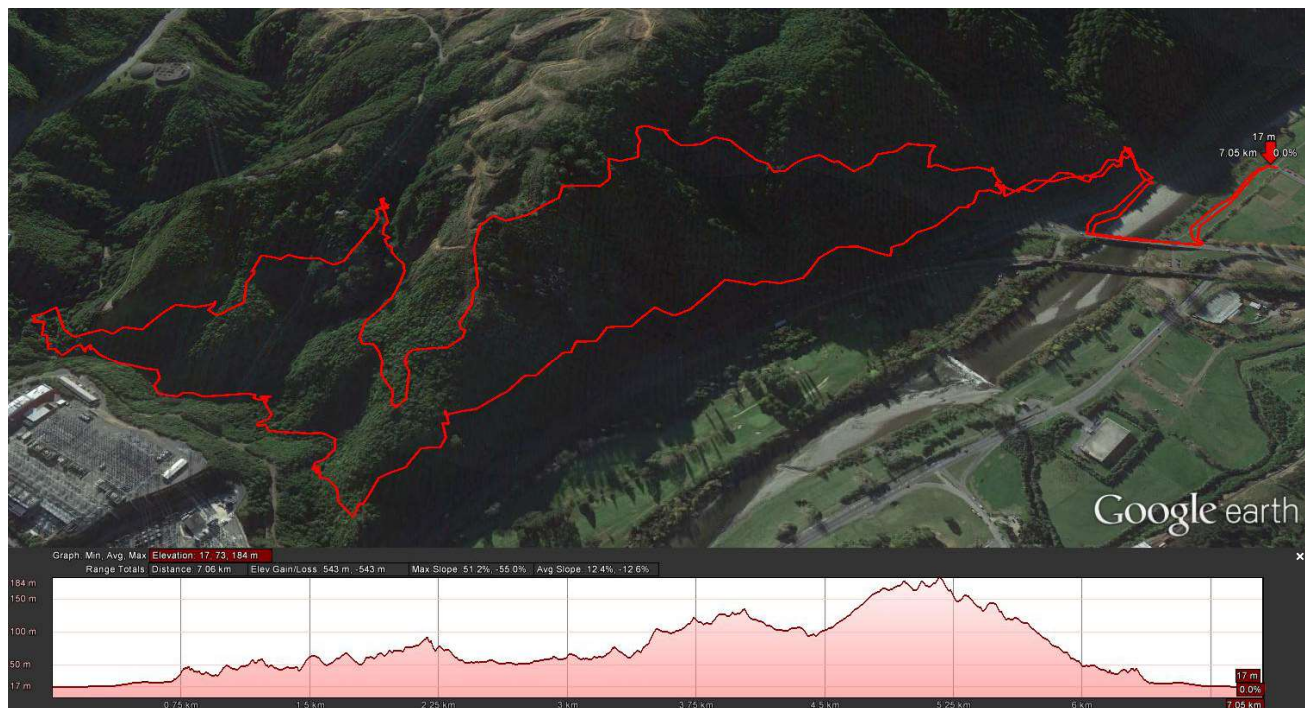 17 m
7.05 km 0.0%
Google earth
Graph: Min, Avg, Max Elevation: 17, 73, 184 m
Range Totals: Distance: 7.06 km Elev Gain/Loss: 543 m, -543 m Max Slope: 51.2%, -55.0% Avg Slope: 12.4%, -12.6%
184 m
150 m
100 m
50 m
17 m
17 m
0.0%
0.75 km 1.5 km 2.25 km 3 km 3.75 km 4.5 km 5.25 km 6 km 7.05 km